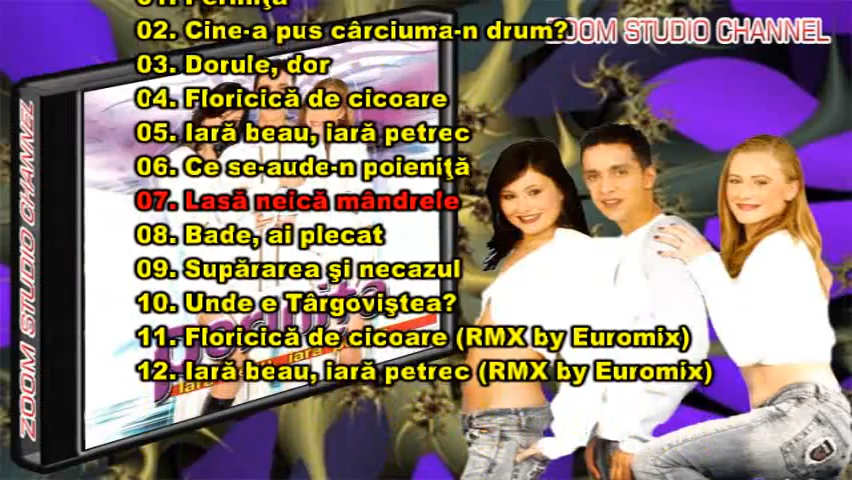 01. Perinița
02. Cine-a pus cârciuma-n drum?
ZOOM STUDIO CHANNEL
03. Dorule, dor
04. Floricică de cicoare
05. Iară beau, iară petrec
06. Ce se-aude-n poieniţă
07. Lasă neică mândrele
08. Bade, ai plecat
09. Supărarea şi necazul
10. Unde e Târgoviştea?
11. Floricică de cicoare (RMX by Euromix)
12. Iară beau, iară petrec (RMX by Euromix)
ZOOM STUDIO CHANNEL